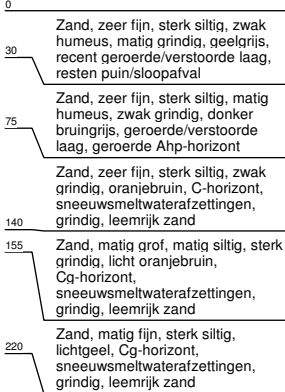 0
Zand, zeer fijn, sterk siltig, zwak
humeus, matig grindig, geelgrijs,
recent geroerde/verstoorde laag,
resten puin/sloopafval
30
Zand, zeer fijn, sterk siltig, matig
humeus, zwak grindig, donker
bruingrijs, geroerde/verstoorde
laag, geroerde Ahp-horizont
75
Zand, zeer fijn, sterk siltig, zwak
grindig, oranjebruin, C-horizont,
sneeuwsmeltwaterafzettingen,
grindig, leemrijk zand
140
Zand, matig grof, matig siltig, sterk
grindig, licht oranjebruin,
Cg-horizont,
sneeuwsmeltwaterafzettingen,
grindig, leemrijk zand
155
Zand, matig fijn, sterk siltig,
lichtgeel, Cg-horizont,
sneeuwsmeltwaterafzettingen,
grindig, leemrijk zand
220